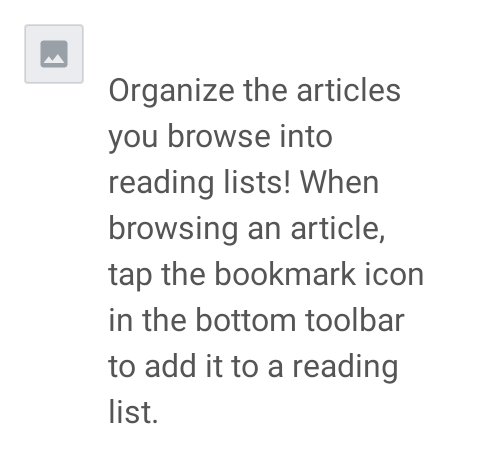 Organize the articles
you browse into
reading lists! When
browsing an article,
tap the bookmark icon
in the bottom toolbar
to add it to a reading
list.